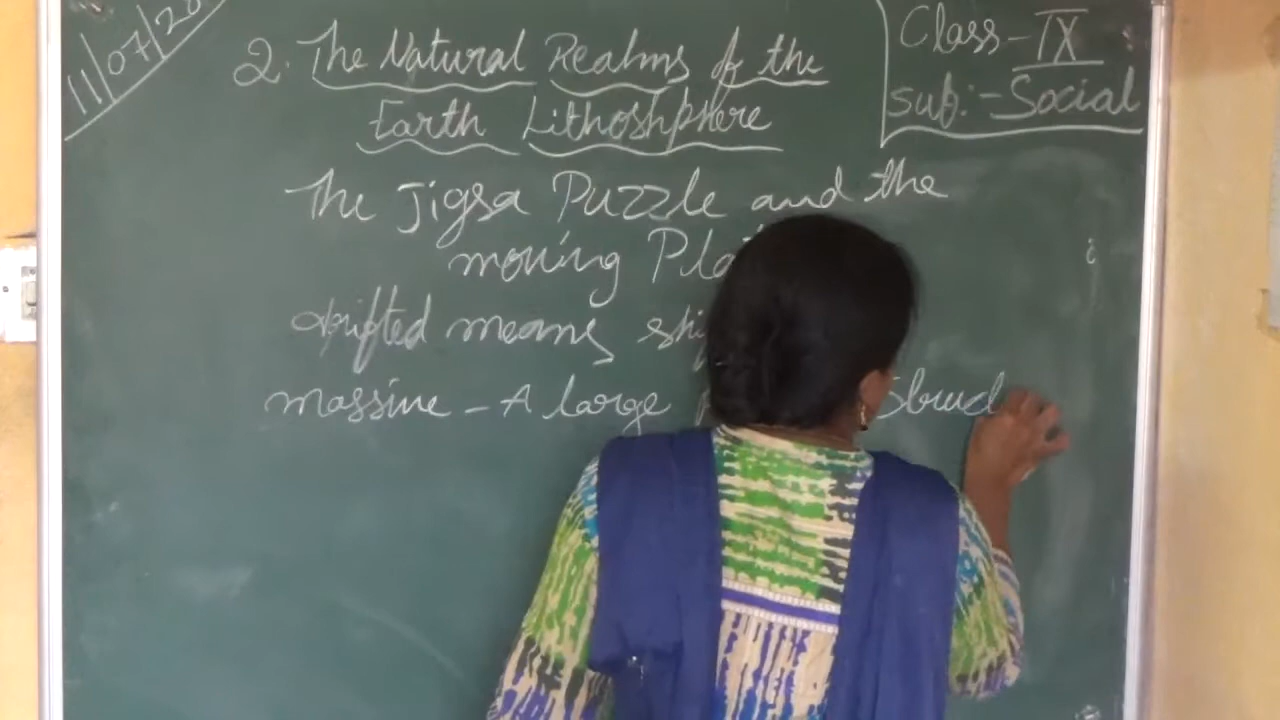 11/07/20
Class-IX
Sub:-Social
2. The Natural Realms of the
Earth Lithoshphere
The Jigsa Puzzle and the
moving
drifted means
massive - A large